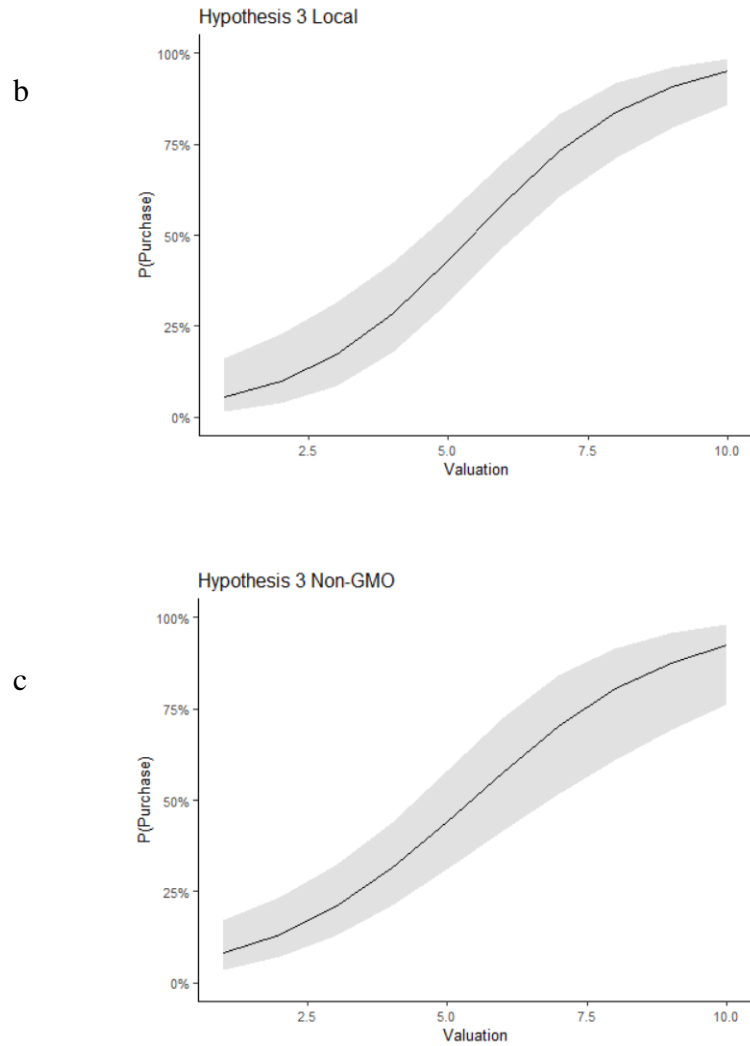 Hypothesis 3 Local
b
100%
75%
50%
25%
0%
P(Purchase)
2.5 5.0 7.5 10.0
Valuation
Hypothesis 3 Non-GMO
c
100%
75%
50%
25%
0%
P(Purchase)
2.5 5.0 7.5 10.0
Valuation